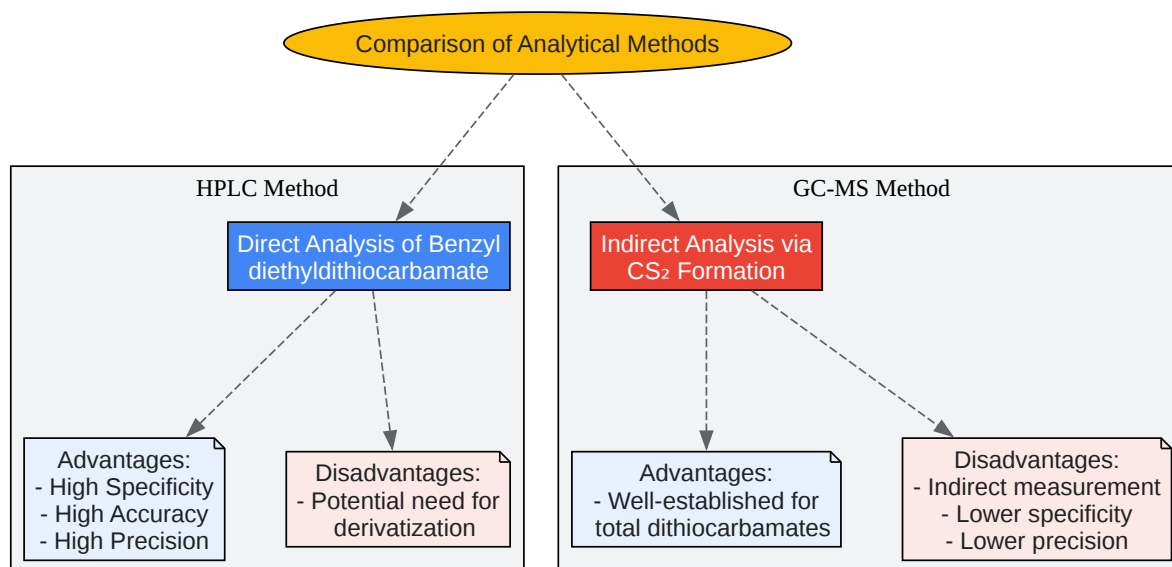 Comparison of Analytical Methods
HPLC Method
Direct Analysis of Benzyl
diethyldithiocarbamate
Advantages:
- High Specificity
- High Accuracy
- High Precision
Disadvantages:
- Potential need for
derivatization
GC-MS Method
Indirect Analysis via
CS₂ Formation
Advantages:
- Well-established for
total dithiocarbamates
Disadvantages:
- Indirect measurement
- Lower specificity
- Lower precision